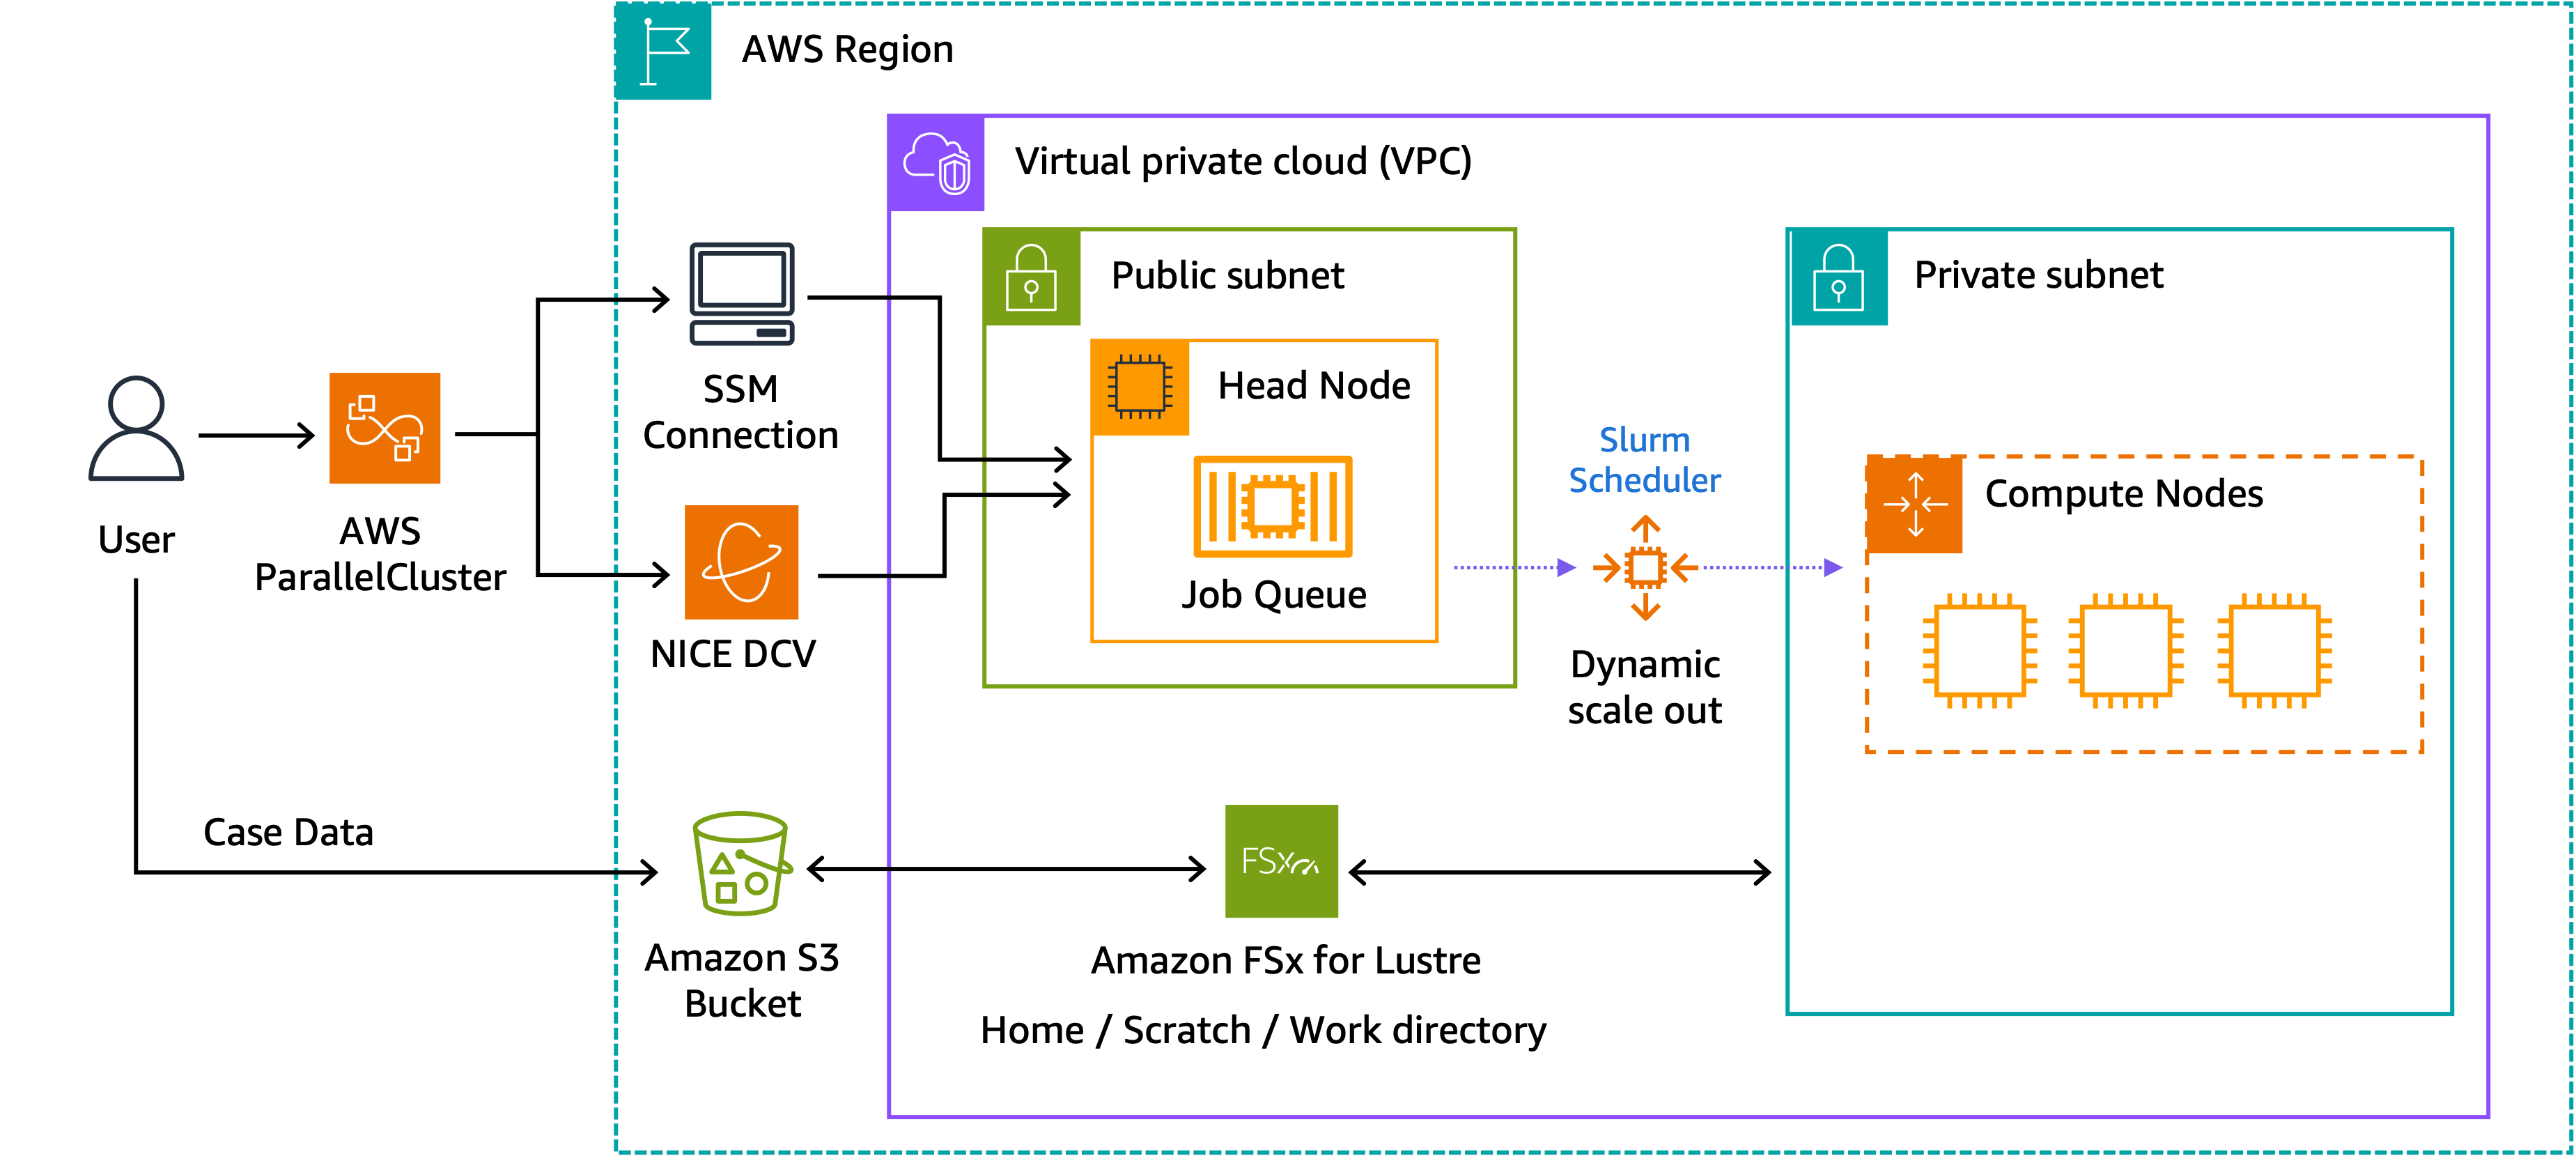 AWS Region
Virtual private cloud (VPC)
Public subnet
Private subnet
Head Node
Job Queue
SSM
Connection
NICE DCV
User
AWS
ParallelCluster
Slurm
Scheduler
Dynamic
scale out
Compute Nodes
Case Data
Amazon S3
Bucket
FSx
Amazon FSx for Lustre
Home / Scratch / Work directory